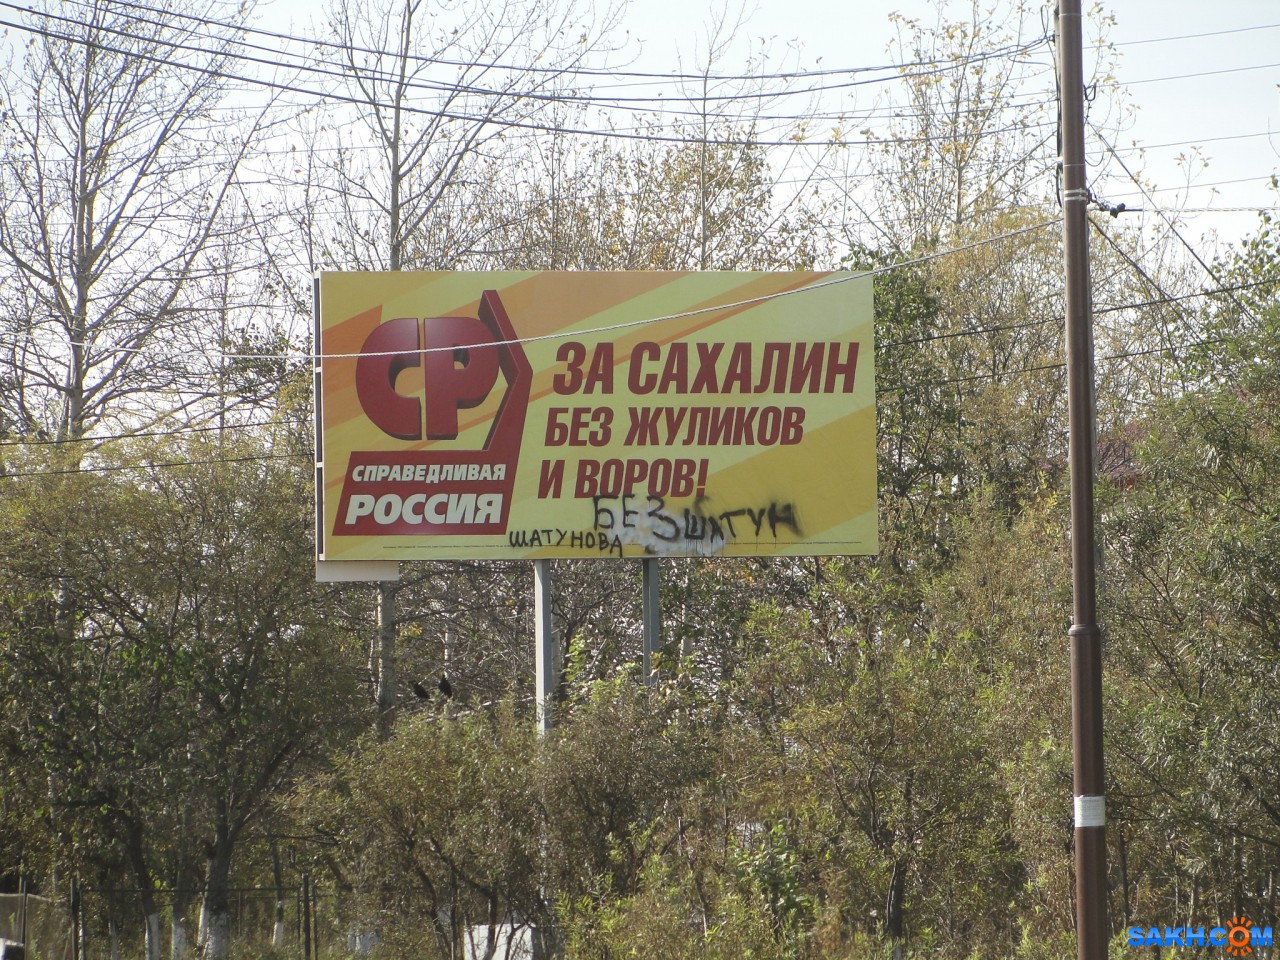 СР
СПРАВЕДЛИВАЯ
РОССИЯ
ЗА САХАЛИН
БЕЗ ЖУЛИКОВ
И ВОРОВ!
БЕЗ ШАТУН
ШАТУНОВА
SAKH.COM